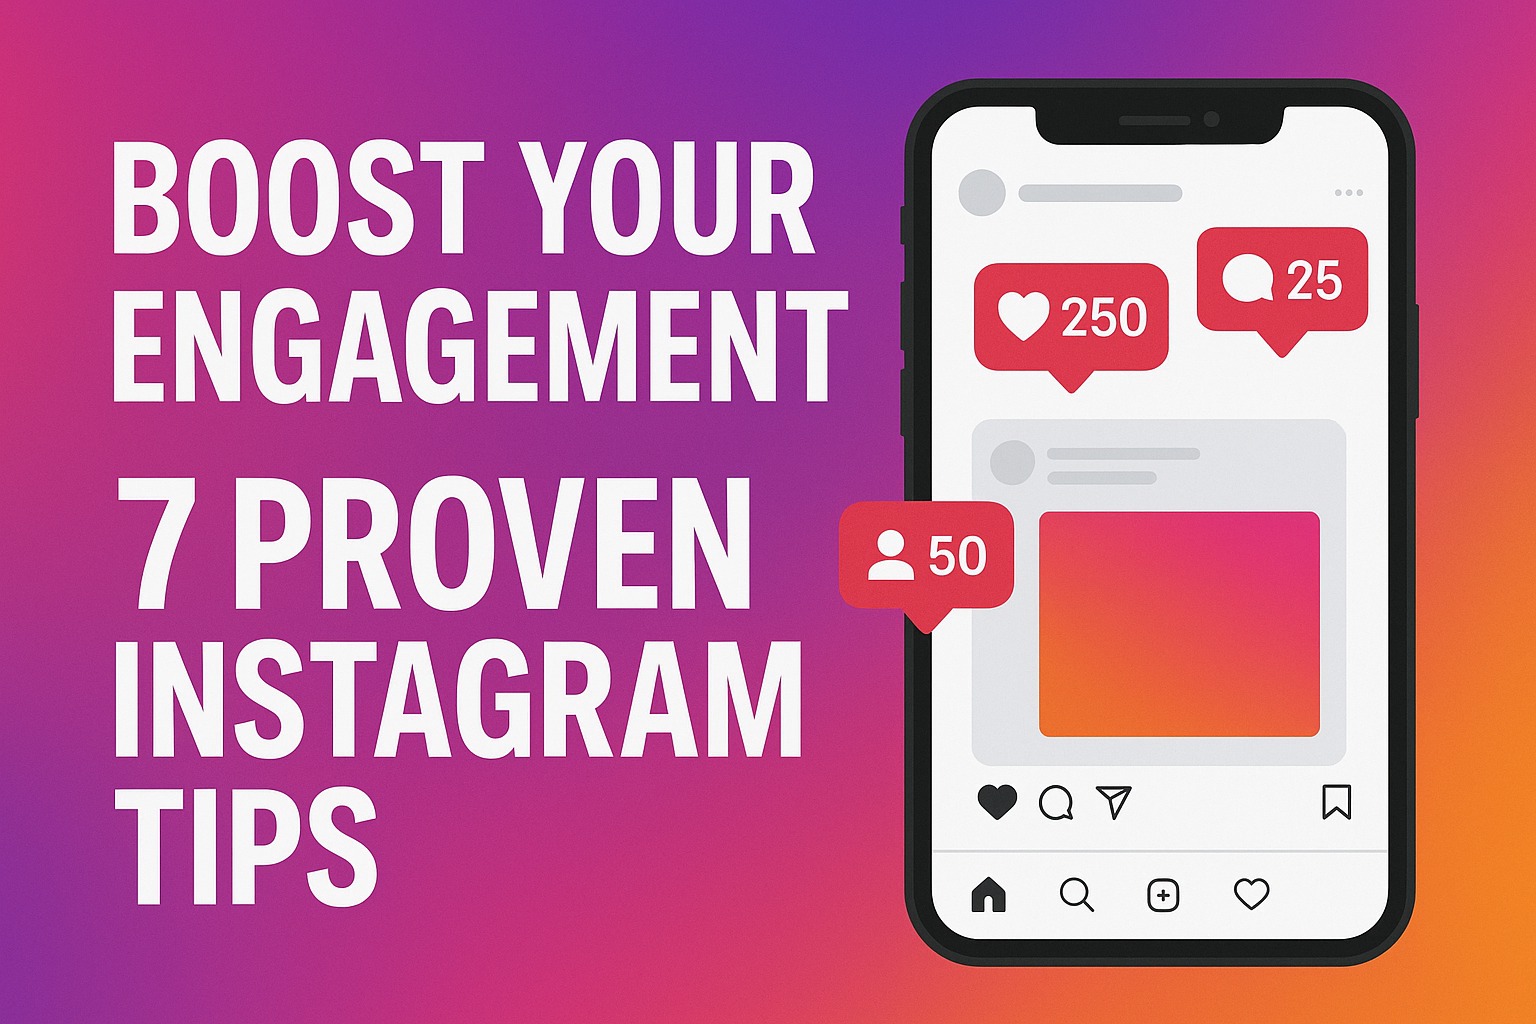 BOOST YOUR
ENGAGEMENT
7 PROVEN
INSTAGRAM
TIPS
250
25
50